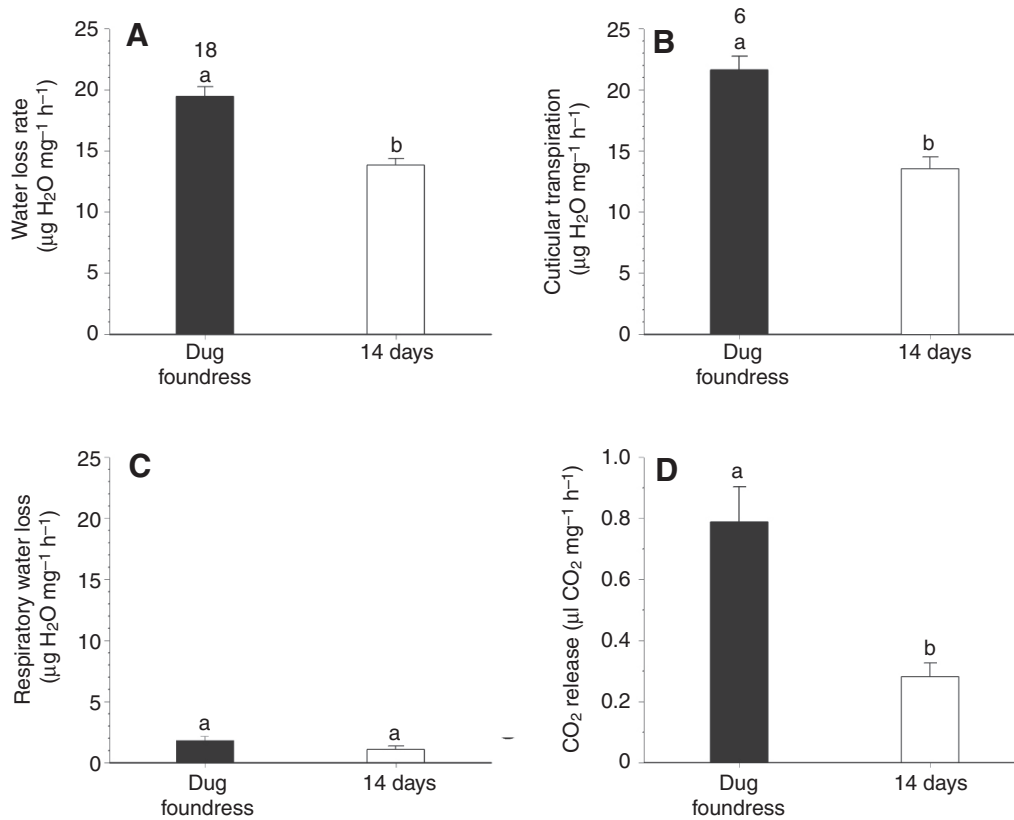 A
Water loss rate
(µg H₂O mg⁻¹ h⁻¹)
25
20
15
10
5
0
18
a
b
Dug
foundress
14 days
B
Cuticular transpiration
(µg H₂O mg⁻¹ h⁻¹)
25
20
15
10
5
0
6
a
b
Dug
foundress
14 days
C
Respiratory water loss
(µg H₂O mg⁻¹ h⁻¹)
25
20
15
10
5
0
a
a
Dug
foundress
14 days
D
CO₂ release (µl CO₂ mg⁻¹ h⁻¹)
1.0
0.8
0.6
0.4
0.2
0
a
b
Dug
foundress
14 days